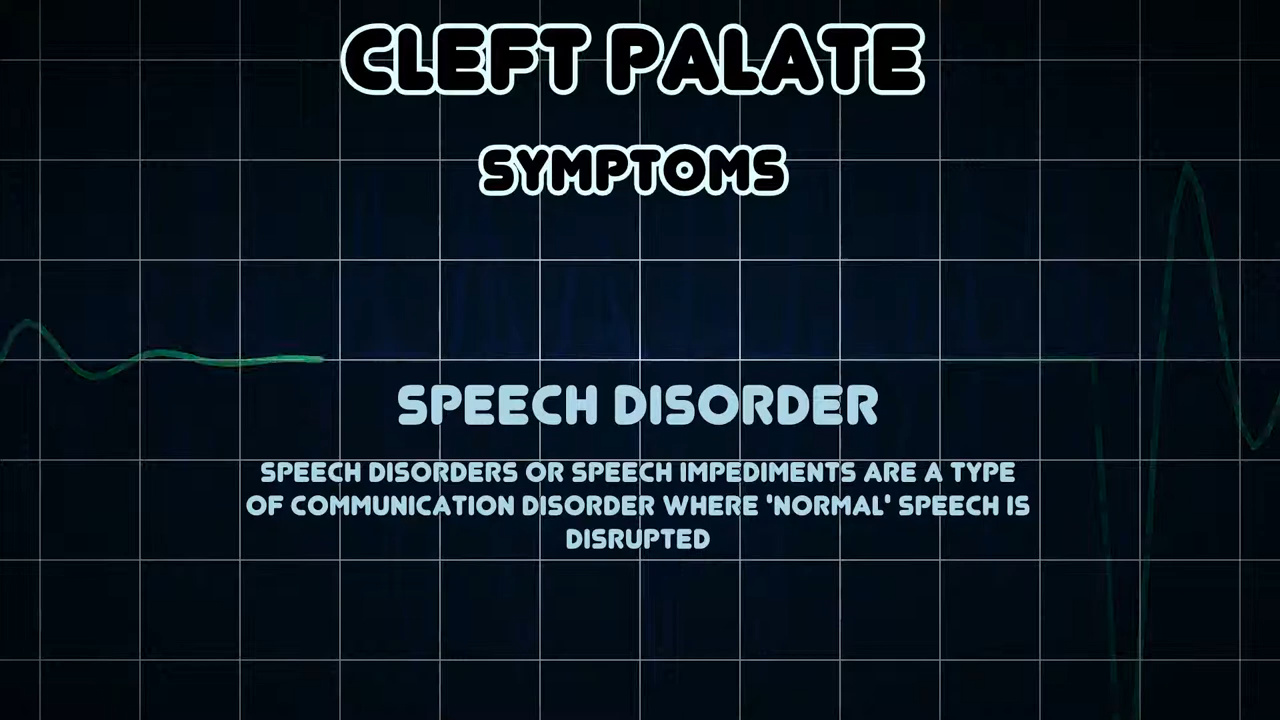 CLEFT PALATE
SYMPTOMS
SPEECH DISORDER
SPEECH DISORDERS OR SPEECH IMPEDIMENTS ARE A TYPE
OF COMMUNICATION DISORDER WHERE 'NORMAL' SPEECH IS
DISRUPTED